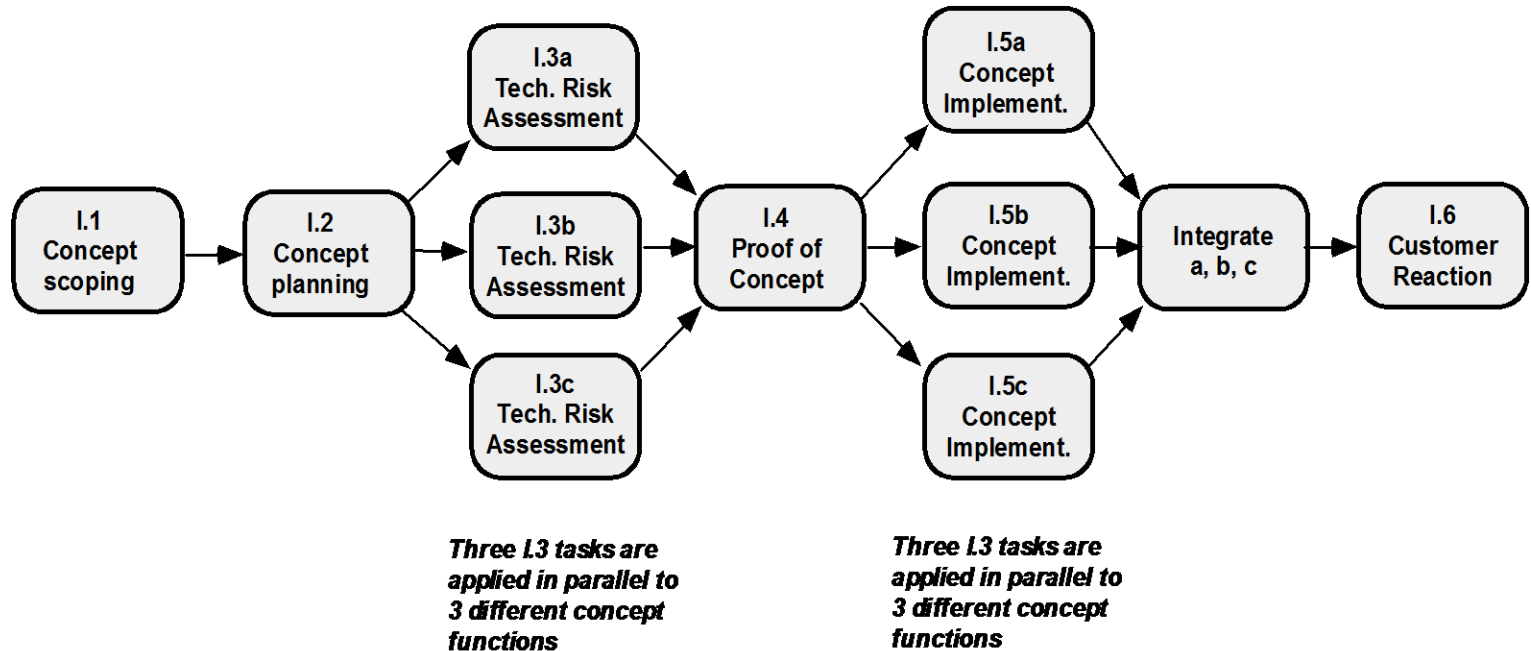 I.1
Concept
scoping
I.2
Concept
planning
I.3a
Tech. Risk
Assessment
I.3b
Tech. Risk
Assessment
I.3c
Tech. Risk
Assessment
I.4
Proof of
Concept
I.5a
Concept
Implement.
I.5b
Concept
Implement.
I.5c
Concept
Implement.
Integrate
a, b, c
I.6
Customer
Reaction
Three I.3 tasks are
applied in parallel to
3 different concept
functions
Three I.3 tasks are
applied in parallel to
3 different concept
functions